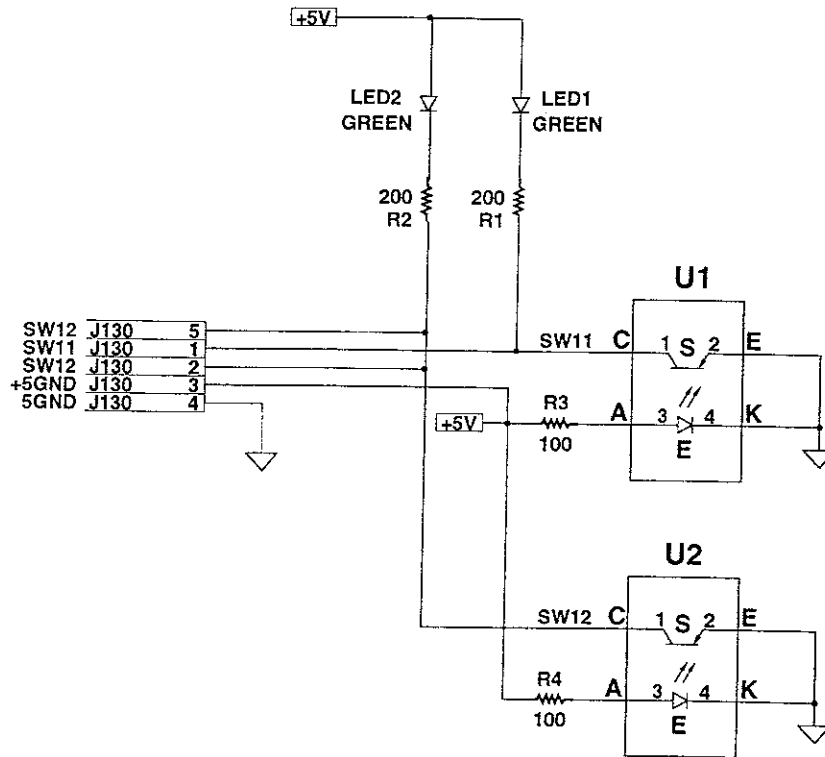 +5V
LED2
GREEN
LED1
GREEN
200
R2
200
R1
U1
SW12 J130 5
SW11 J130 1
SW12 J130 2
+5GND J130 3
5GND J130 4
SW11 C 1 S 2 E
+5V
R3
100
A 3 4 K
E
U2
SW12 C 1 S 2 E
R4
100
A 3 4 K
E